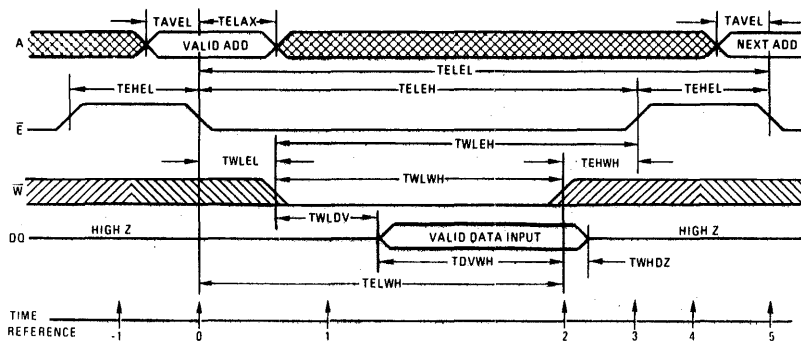 TAVEL TELAX TAVEL
A VALID ADD NEXT ADD
TELEL
TEHEL TELEH TEHEL
E
TWLEH
TWLEL TEHWH
TWLWH
W
TWLDV
DQ HIGH Z VALID DATA INPUT HIGH Z
TDVWH TWHDZ
TELWH
TIME
REFERENCE
-1 0 1 2 3 4 5